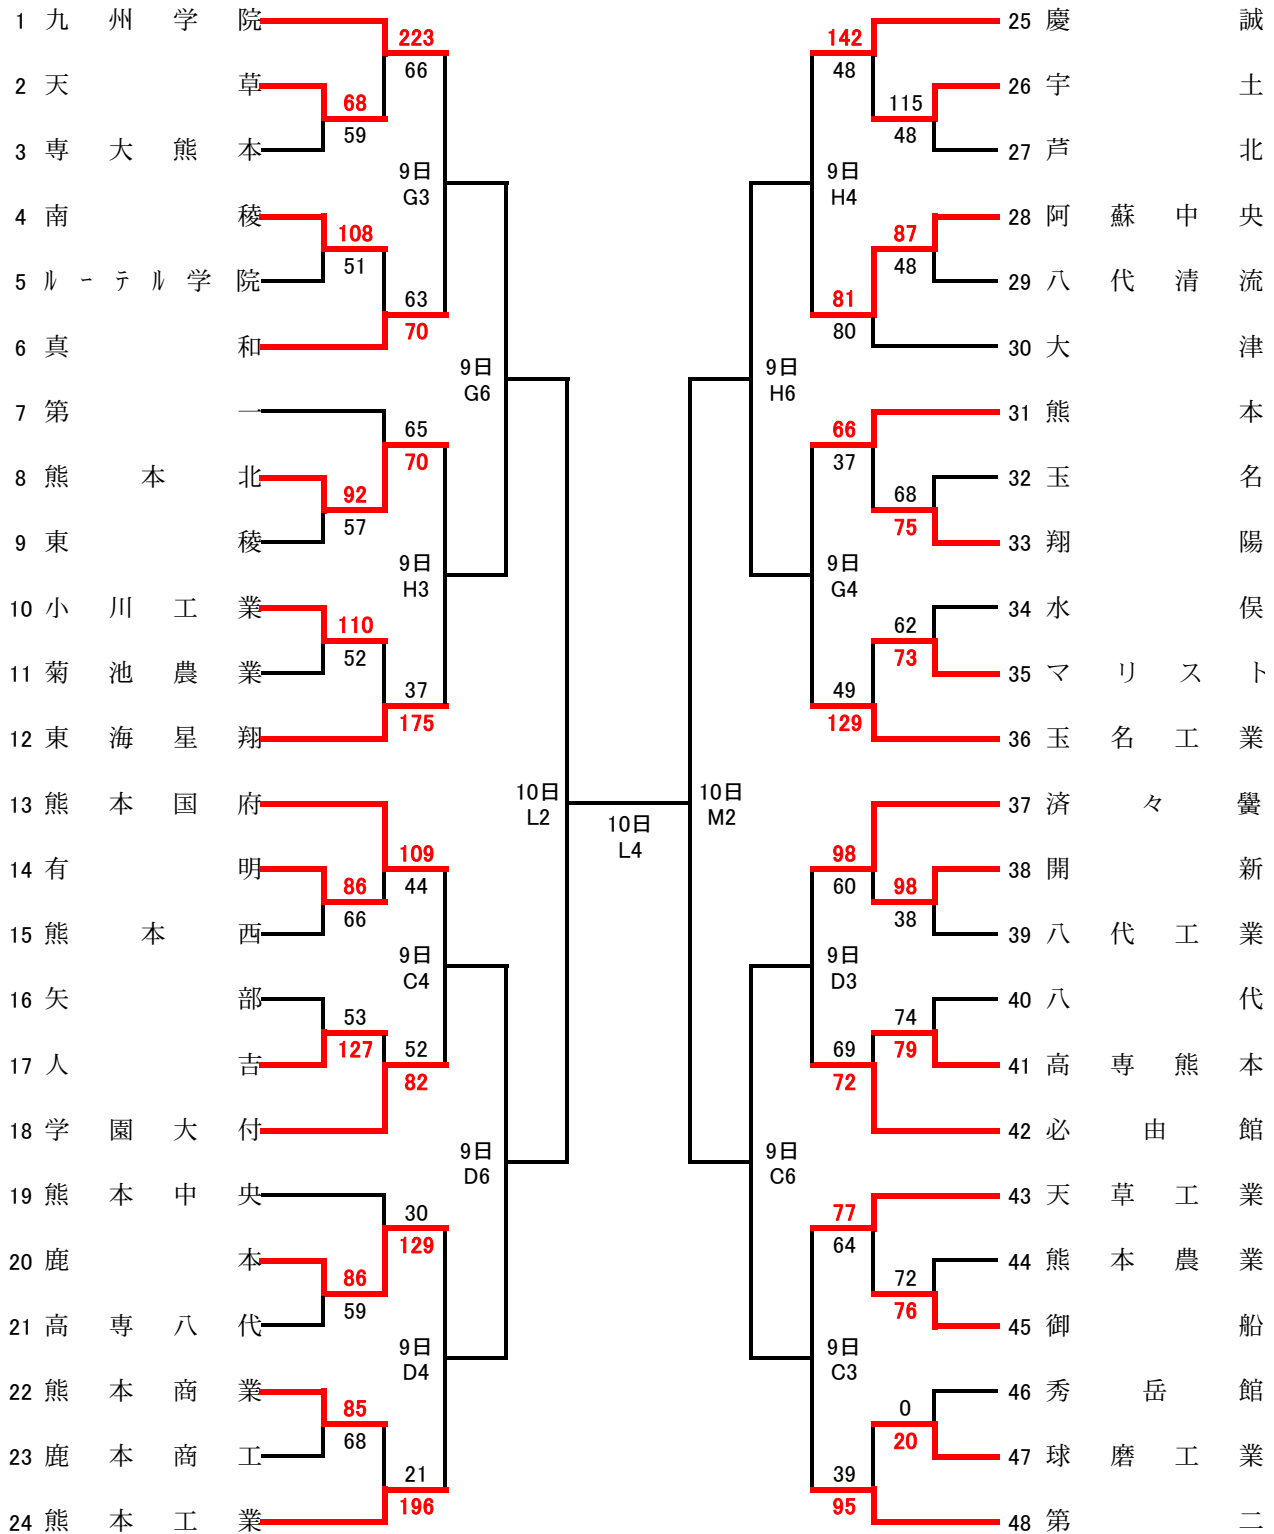 1 九州学院
223
66
2 天草
68
59
3 専大熊本
9日
G3
4 南稜
108
51
5 ルーテル学院
63
70
6 真和
9日
G6
7 第一
65
70
8 熊本北
92
57
9 東稜
9日
H3
10 小川工業
110
52
11 菊池農業
37
175
12 東海星翔
10日
L2
13 熊本国府
109
44
14 有明
86
66
15 熊本西
9日
C4
16 矢部
53
127
17 人吉
52
82
18 学園大付
9日
D6
19 熊本中央
30
129
20 鹿本
86
59
21 高専八代
9日
D4
22 熊本商業
85
68
23 鹿本商工
21
196
24 熊本工業
10日
L4
25 慶誠
142
48
26 宇土
115
48
27 芦北
9日
H4
28 阿蘇中央
87
48
29 八代清流
81
80
30 大津
9日
H6
31 熊本
66
37
32 玉名
68
75
33 翔陽
9日
G4
34 水俣
62
73
35 マリスト
49
129
36 玉名工業
10日
M2
37 済々黌
98
60
38 開新
98
38
39 八代工業
9日
D3
40 八代
74
79
41 高専熊本
69
72
42 必由館
9日
C6
43 天草工業
77
64
44 熊本農業
72
76
45 御船
9日
C3
46 秀岳館
0
20
47 球磨工業
39
95
48 第二